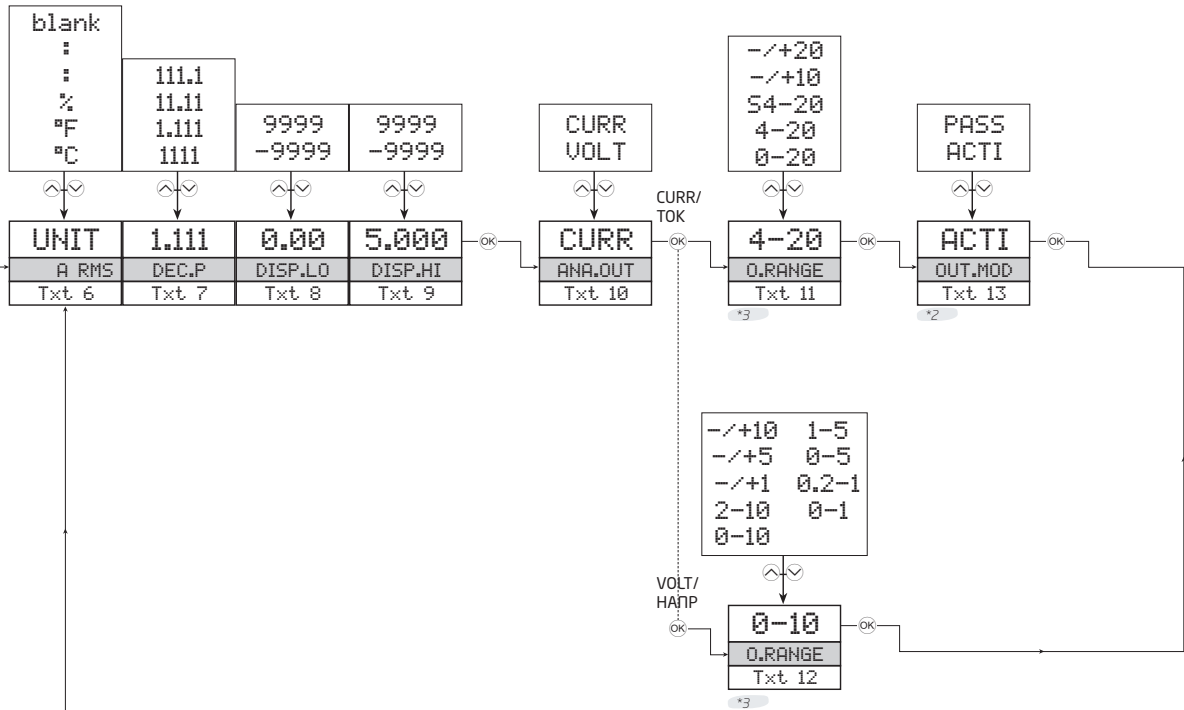 blank
:
:
%
°F
°C
111.1
11.11
1.111
1111
9999
-9999
9999
-9999
CURR
VOLT
-/+20
-/+10
S4-20
4-20
0-20
PASS
ACTI
UNIT
A RMS
Txt 6
1.111
DEC.P
Txt 7
0.00
DISP.LO
Txt 8
5.000
DISP.HI
Txt 9
OK
CURR
ANA.OUT
Txt 10
CURR/
ТОК
OK
4-20
O.RANGE
Txt 11
*3
OK
ACTI
OUT.MOD
Txt 13
*2
OK
-/+10 1-5
-/+5 0-5
-/+1 0.2-1
2-10 0-1
0-10
VOLT/
НАПР
OK
0-10
O.RANGE
Txt 12
*3
OK